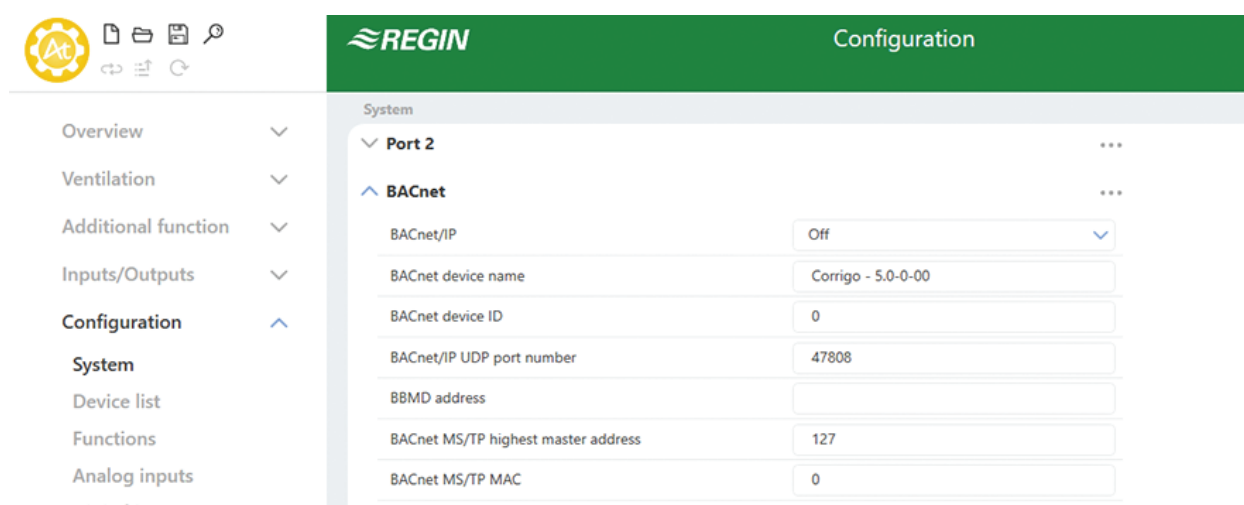 At
REGIN
Configuration
Overview
Ventilation
Additional function
Inputs/Outputs
Configuration
System
Device list
Functions
Analog inputs
System
Port 2
BACnet
BACnet/IP Off
BACnet device name Corrigo - 5.0-0-00
BACnet device ID 0
BACnet/IP UDP port number 47808
BBMD address
BACnet MS/TP highest master address 127
BACnet MS/TP MAC 0